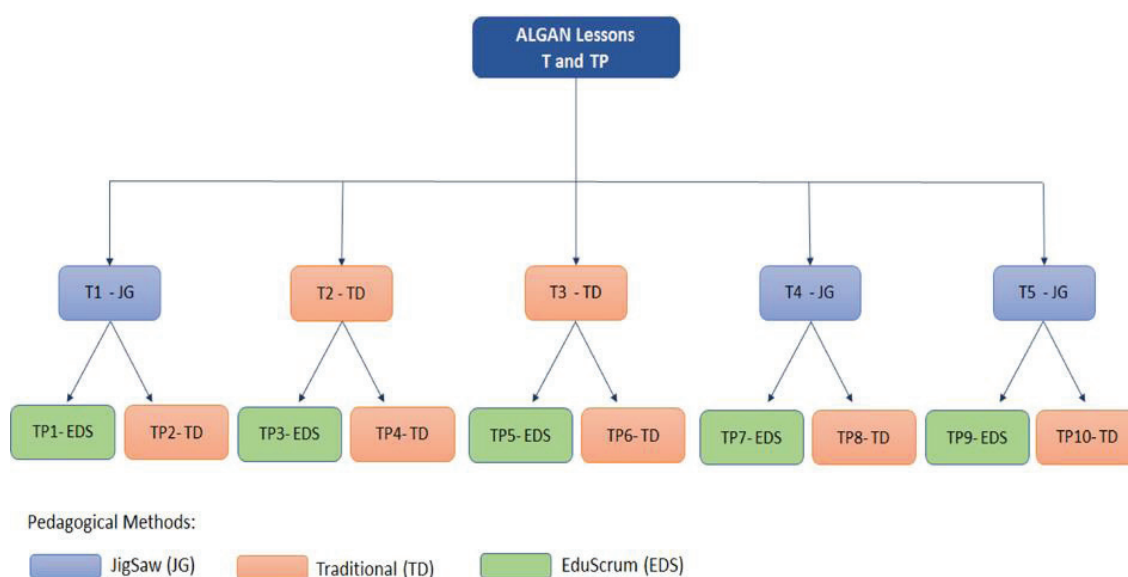 ALGAN Lessons
T and TP
T1 - JG
T2 - TD
T3 - TD
T4 - JG
T5 - JG
TP1- EDS
TP2- TD
TP3- EDS
TP4- TD
TP5- EDS
TP6- TD
TP7- EDS
TP8- TD
TP9- EDS
TP10- TD
Pedagogical Methods:
JigSaw (JG)
Traditional (TD)
EduScrum (EDS)